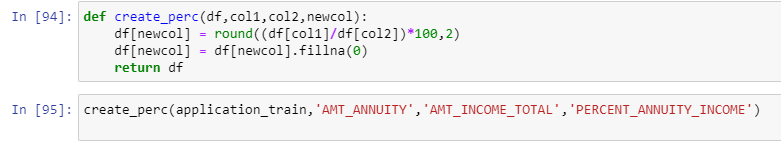 In [94]: def create_perc(df,col1,col2,newcol):
    df[newcol] = round((df[col1]/df[col2])*100,2)
    df[newcol] = df[newcol].fillna(0)
    return df
In [95]: create_perc(application_train,'AMT_ANNUITY','AMT_INCOME_TOTAL','PERCENT_ANNUITY_INCOME')